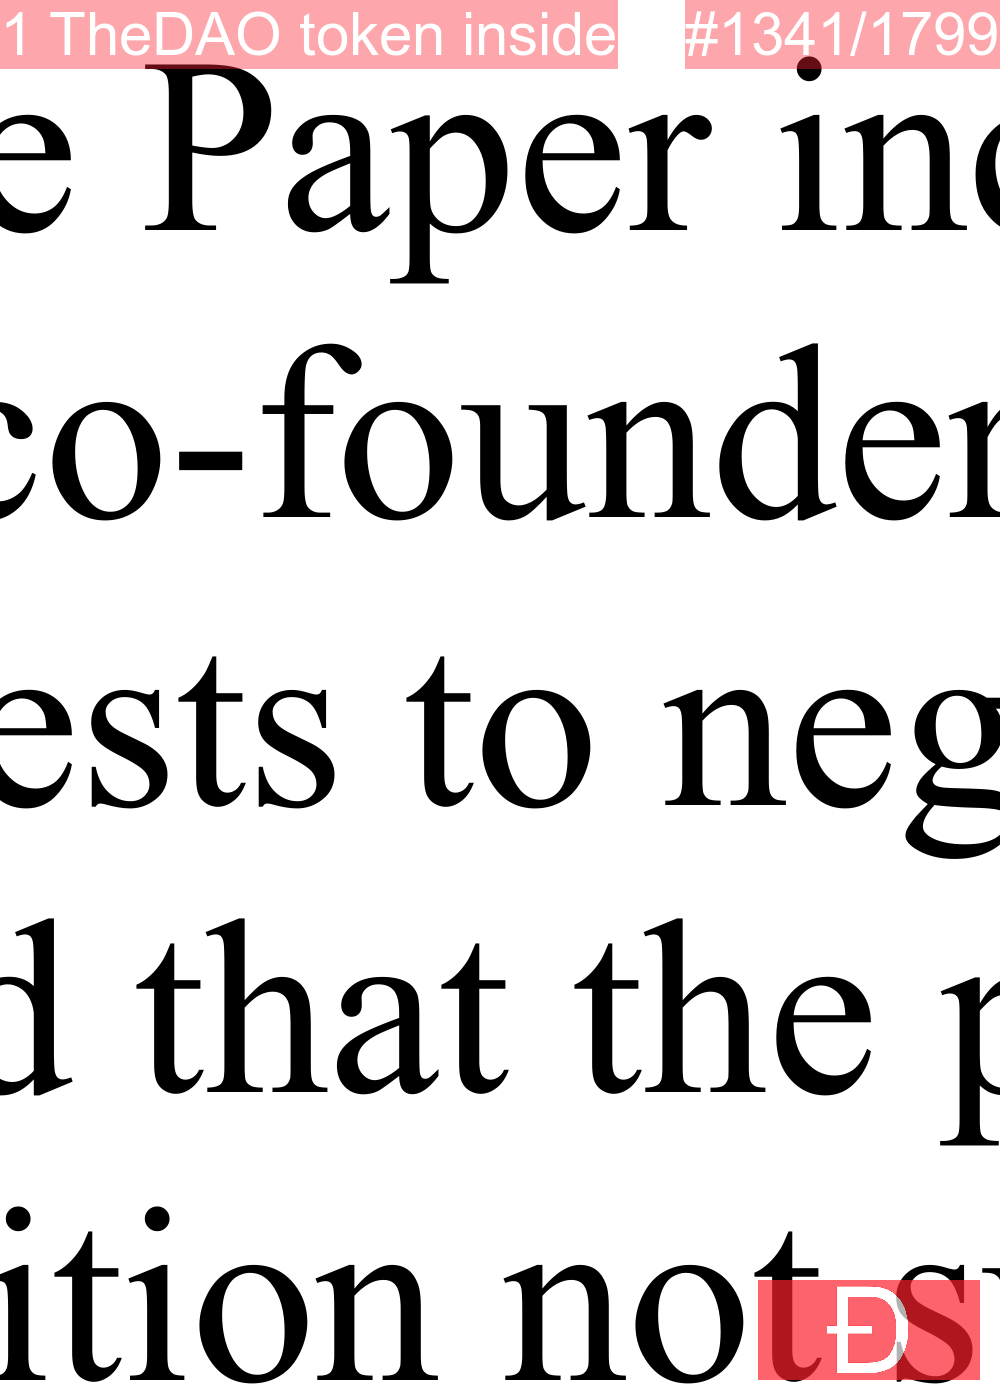 1 TheDAO token inside #1341/1799
e Paper inc
co-founder
ests to neg
d that the p
ition not s
Đ